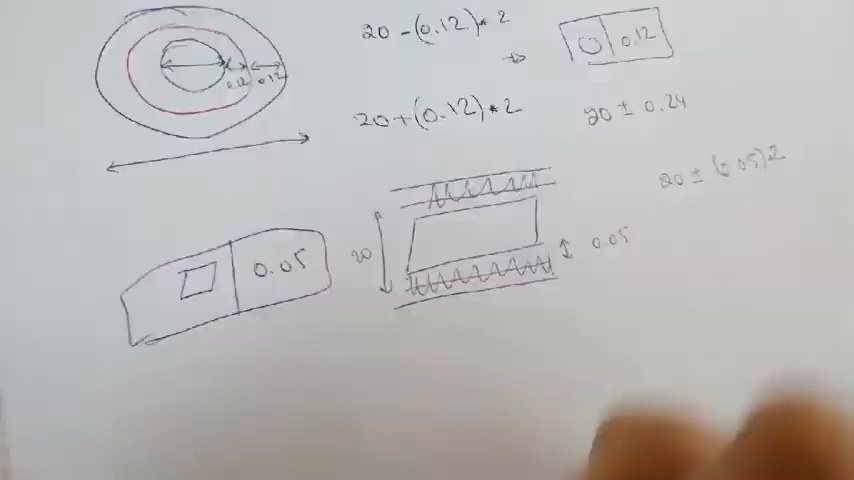 20 - (0.12) * 2
0.12
0.12 0.12
20 + (0.12) * 2
20 ± 0.24
20 ± (0.05)2
0.05
20
0.05